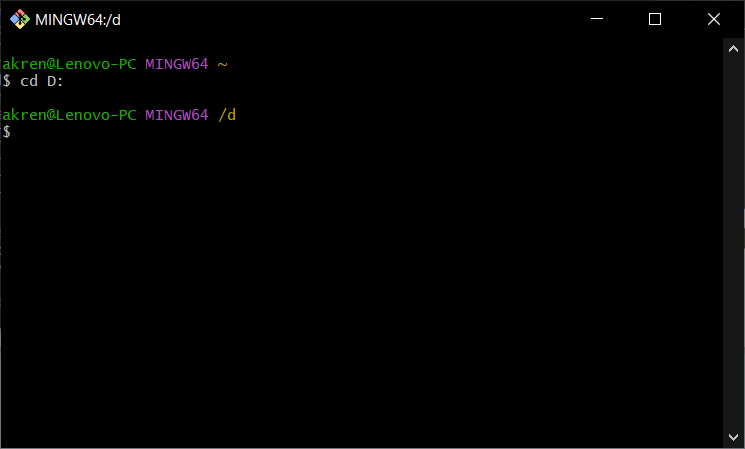 MINGW64:/d
akren@Lenovo-PC MINGW64 ~
$ cd D:
akren@Lenovo-PC MINGW64 /d
$